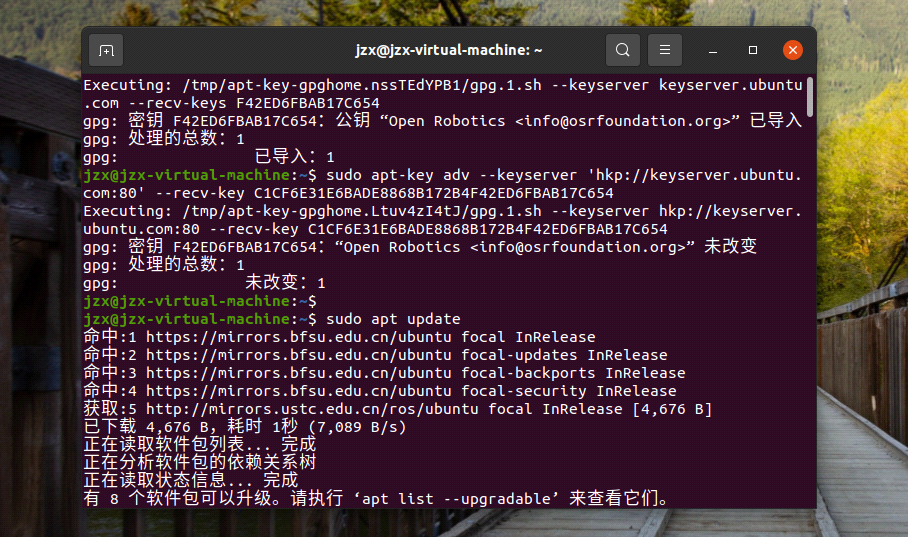 jzx@jzx-virtual-machine: ~
Executing: /tmp/apt-key-gpghome.nssTEdYPB1/gpg.1.sh --keyserver keyserver.ubuntu
.com --recv-keys F42ED6FBAB17C654
gpg: 密钥 F42ED6FBAB17C654：公钥 “Open Robotics <info@osrfoundation.org>” 已导入
gpg: 处理的总数：1
gpg:               已导入：1
jzx@jzx-virtual-machine:~$ sudo apt-key adv --keyserver 'hkp://keyserver.ubuntu.
com:80' --recv-key C1CF6E31E6BADE8868B172B4F42ED6FBAB17C654
Executing: /tmp/apt-key-gpghome.Ltuv4zI4tJ/gpg.1.sh --keyserver hkp://keyserver.
ubuntu.com:80 --recv-key C1CF6E31E6BADE8868B172B4F42ED6FBAB17C654
gpg: 密钥 F42ED6FBAB17C654：“Open Robotics <info@osrfoundation.org>” 未改变
gpg: 处理的总数：1
gpg:              未改变：1
jzx@jzx-virtual-machine:~$
jzx@jzx-virtual-machine:~$ sudo apt update
命中:1 https://mirrors.bfsu.edu.cn/ubuntu focal InRelease
命中:2 https://mirrors.bfsu.edu.cn/ubuntu focal-updates InRelease
命中:3 https://mirrors.bfsu.edu.cn/ubuntu focal-backports InRelease
命中:4 https://mirrors.bfsu.edu.cn/ubuntu focal-security InRelease
获取:5 http://mirrors.ustc.edu.cn/ros/ubuntu focal InRelease [4,676 B]
已下载 4,676 B，耗时 1秒 (7,089 B/s)
正在读取软件包列表... 完成
正在分析软件包的依赖关系树
正在读取状态信息... 完成
有 8 个软件包可以升级。请执行 ‘apt list --upgradable’ 来查看它们。